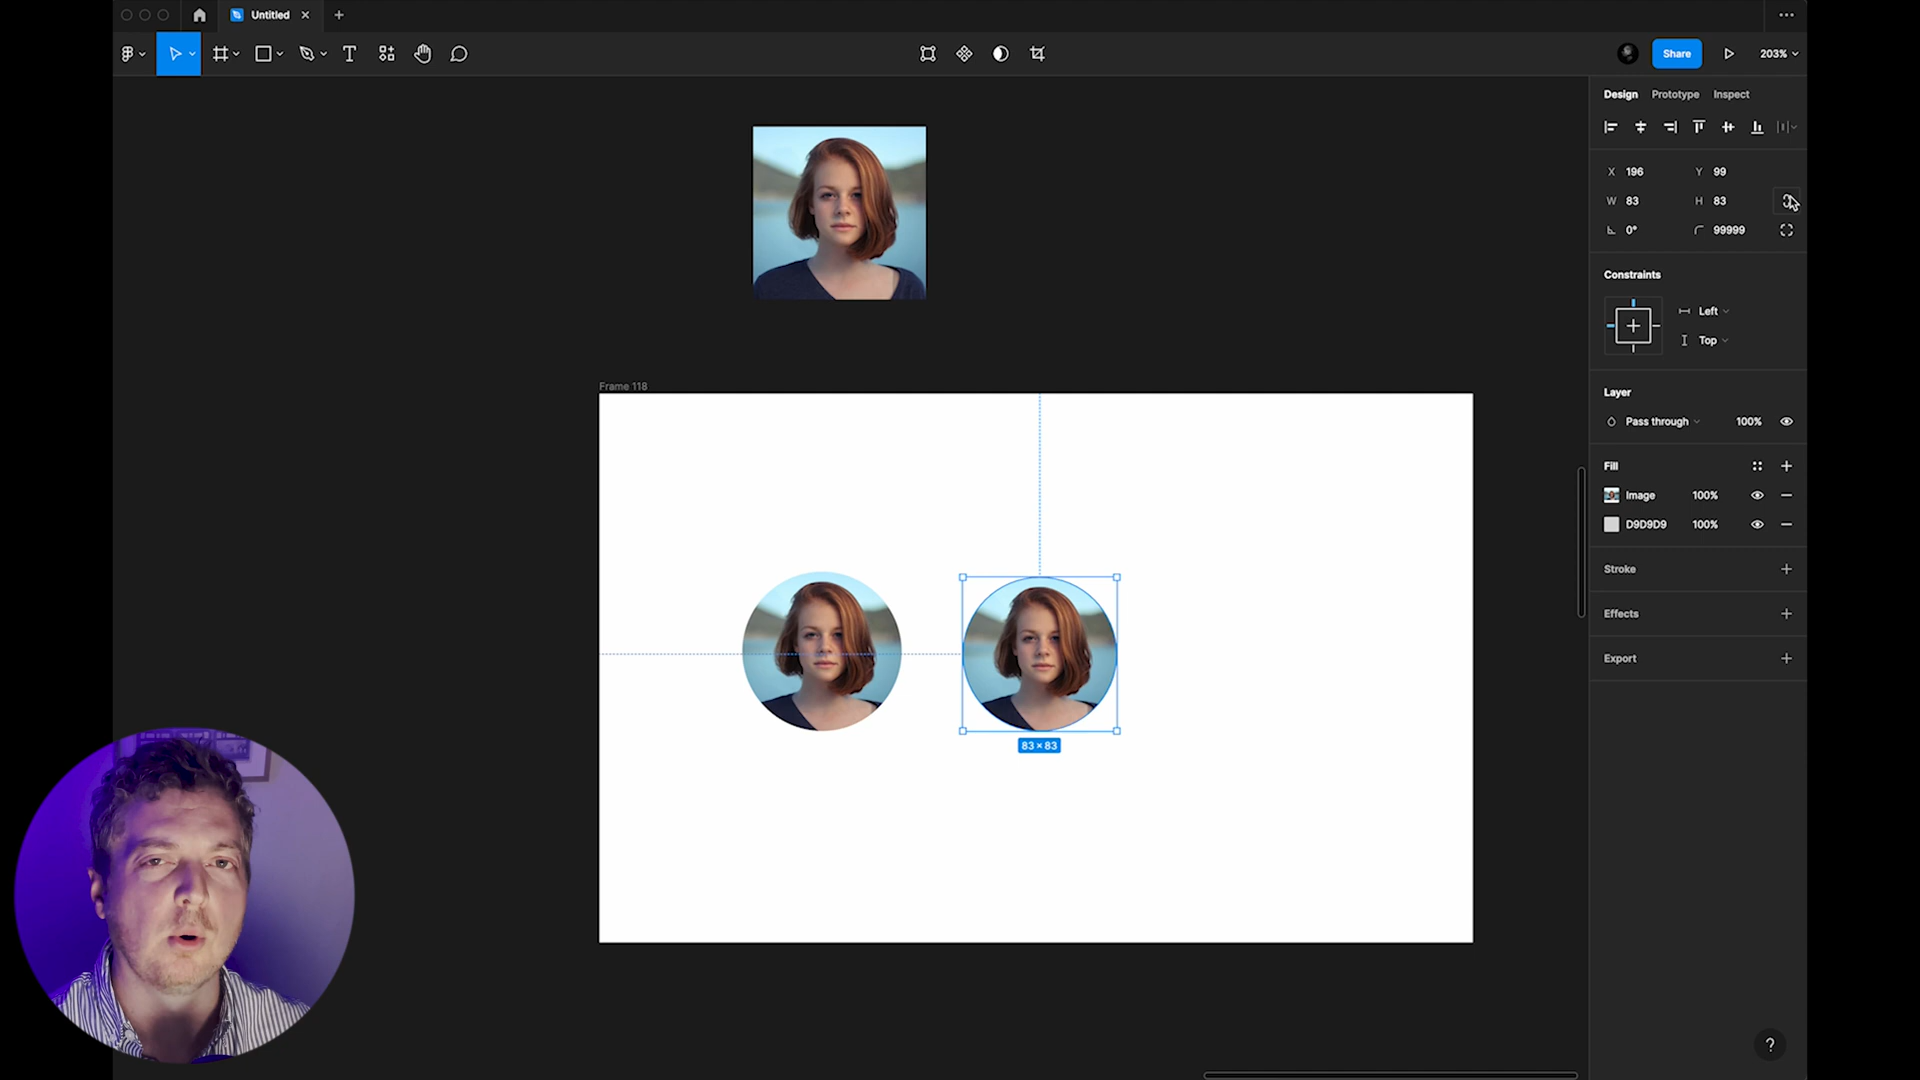 Untitled
Share
203%
Design Prototype Inspect
X 196 Y 99
W 83 H 83
0° 99999
Constraints
Left
Top
Layer
Pass through 100%
Fill
Image 100%
D9D9D9 100%
Stroke
Effects
Export
Frame 118
83 × 83
?